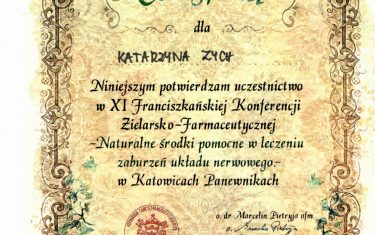 dla
KATARZYNA ZYCH
Niniejszym potwierdzam uczestnictwo
w XI Franciszkańskiej Konferencji
Zielarsko-Farmaceutycznej
-Naturalne środki pomocne w leczeniu
zaburzeń układu nerwowego.-
w Katowicach Panewnikach
o. dr. Marcelin Pietryja ofm